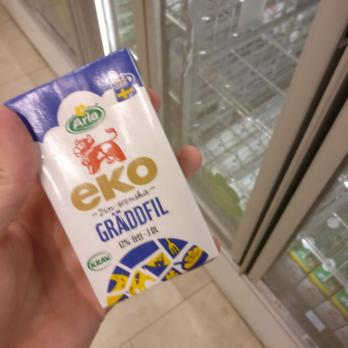 Arla
eko
Din svenska
GRÄDDFIL
12% fett · 3 DL
KRAV